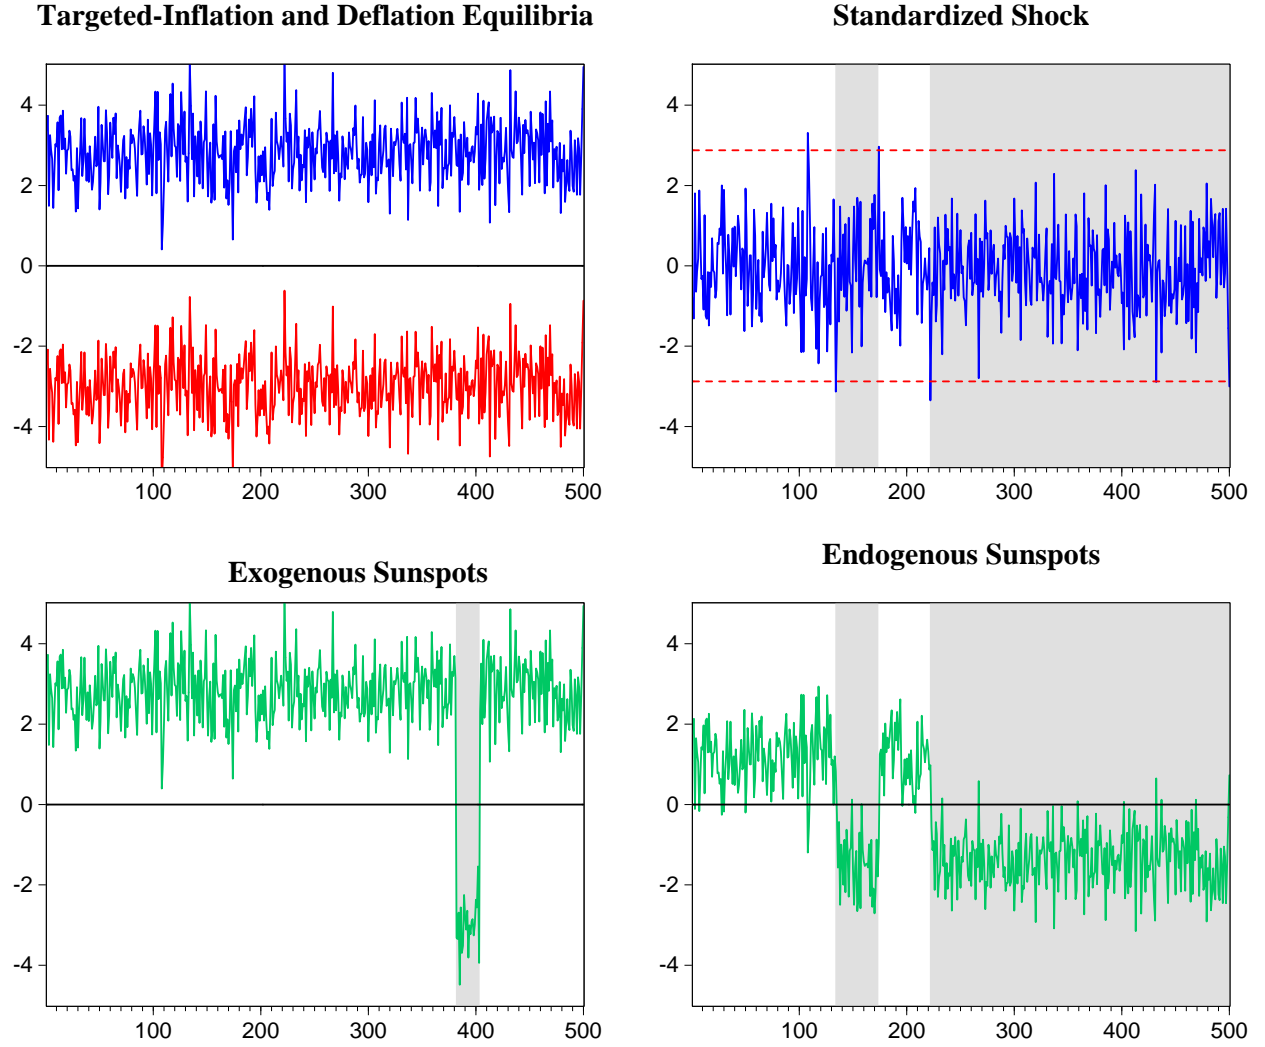 Targeted-Inflation and Deflation Equilibria
Standardized Shock
4
2
0
-2
-4
100 200 300 400 500
4
2
0
-2
-4
100 200 300 400 500
Exogenous Sunspots
Endogenous Sunspots
4
2
0
-2
-4
100 200 300 400 500
4
2
0
-2
-4
100 200 300 400 500